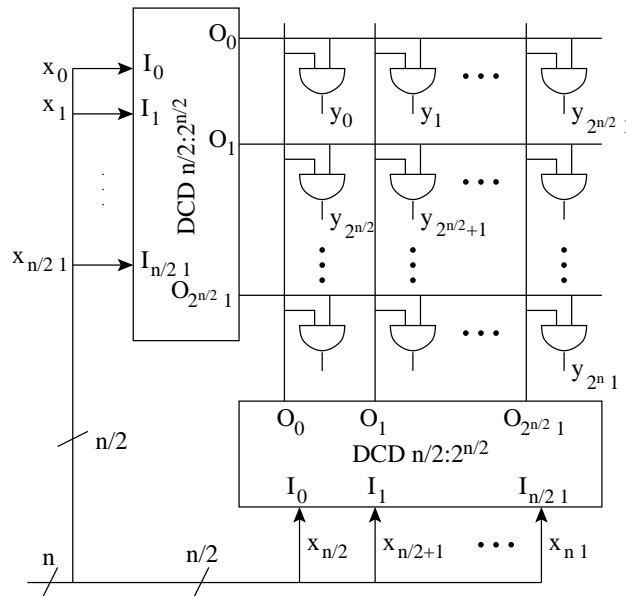 O₀
x₀ I₀
x₁ I₁
y₀ y₁ y₂ₙ/₂ ₁
DCD n/2:2ⁿ/²
O₁
y₂ₙ/₂ y₂ₙ/₂₊₁
xₙ/₂ ₁ Iₙ/₂ ₁
O₂ₙ/₂ ₁
y₂ₙ ₁
O₀ O₁ O₂ₙ/₂ ₁
n/2
DCD n/2:2ⁿ/²
I₀ I₁ Iₙ/₂ ₁
xₙ/₂ xₙ/₂₊₁ xₙ ₁
n n/2